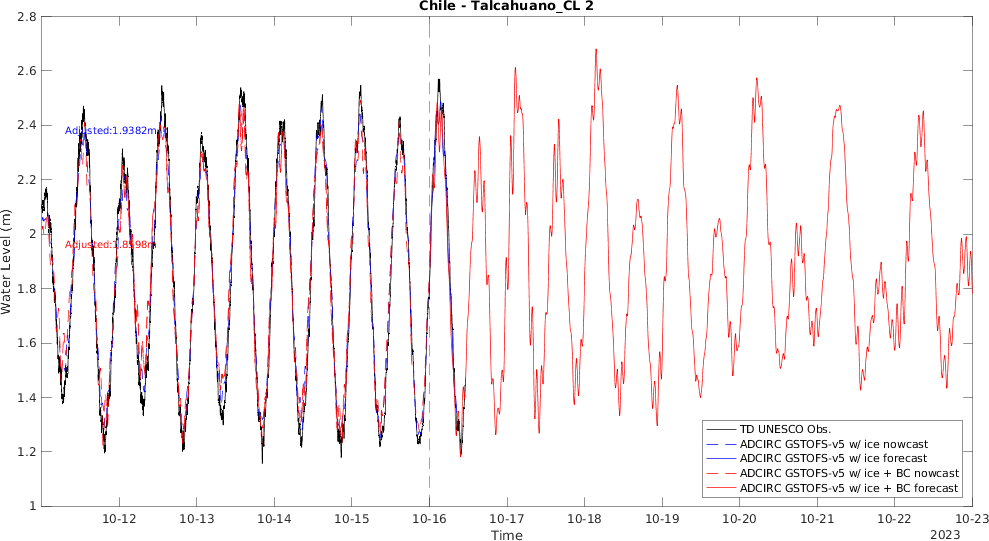 Chile - Talcahuano_CL 2
Water Level (m)
2.8
2.6
2.4
2.2
2
1.8
1.6
1.4
1.2
1
Adjusted:1.9382m
10-12
10-13
10-14
10-15
10-16
10-17
10-18
10-19
10-20
10-21
10-22
10-23
Time
2023
TD UNESCO Obs.
ADCIRC GSTOFS-v5 w/ ice nowcast
ADCIRC GSTOFS-v5 w/ ice forecast
ADCIRC GSTOFS-v5 w/ ice + BC nowcast
ADCIRC GSTOFS-v5 w/ ice + BC forecast